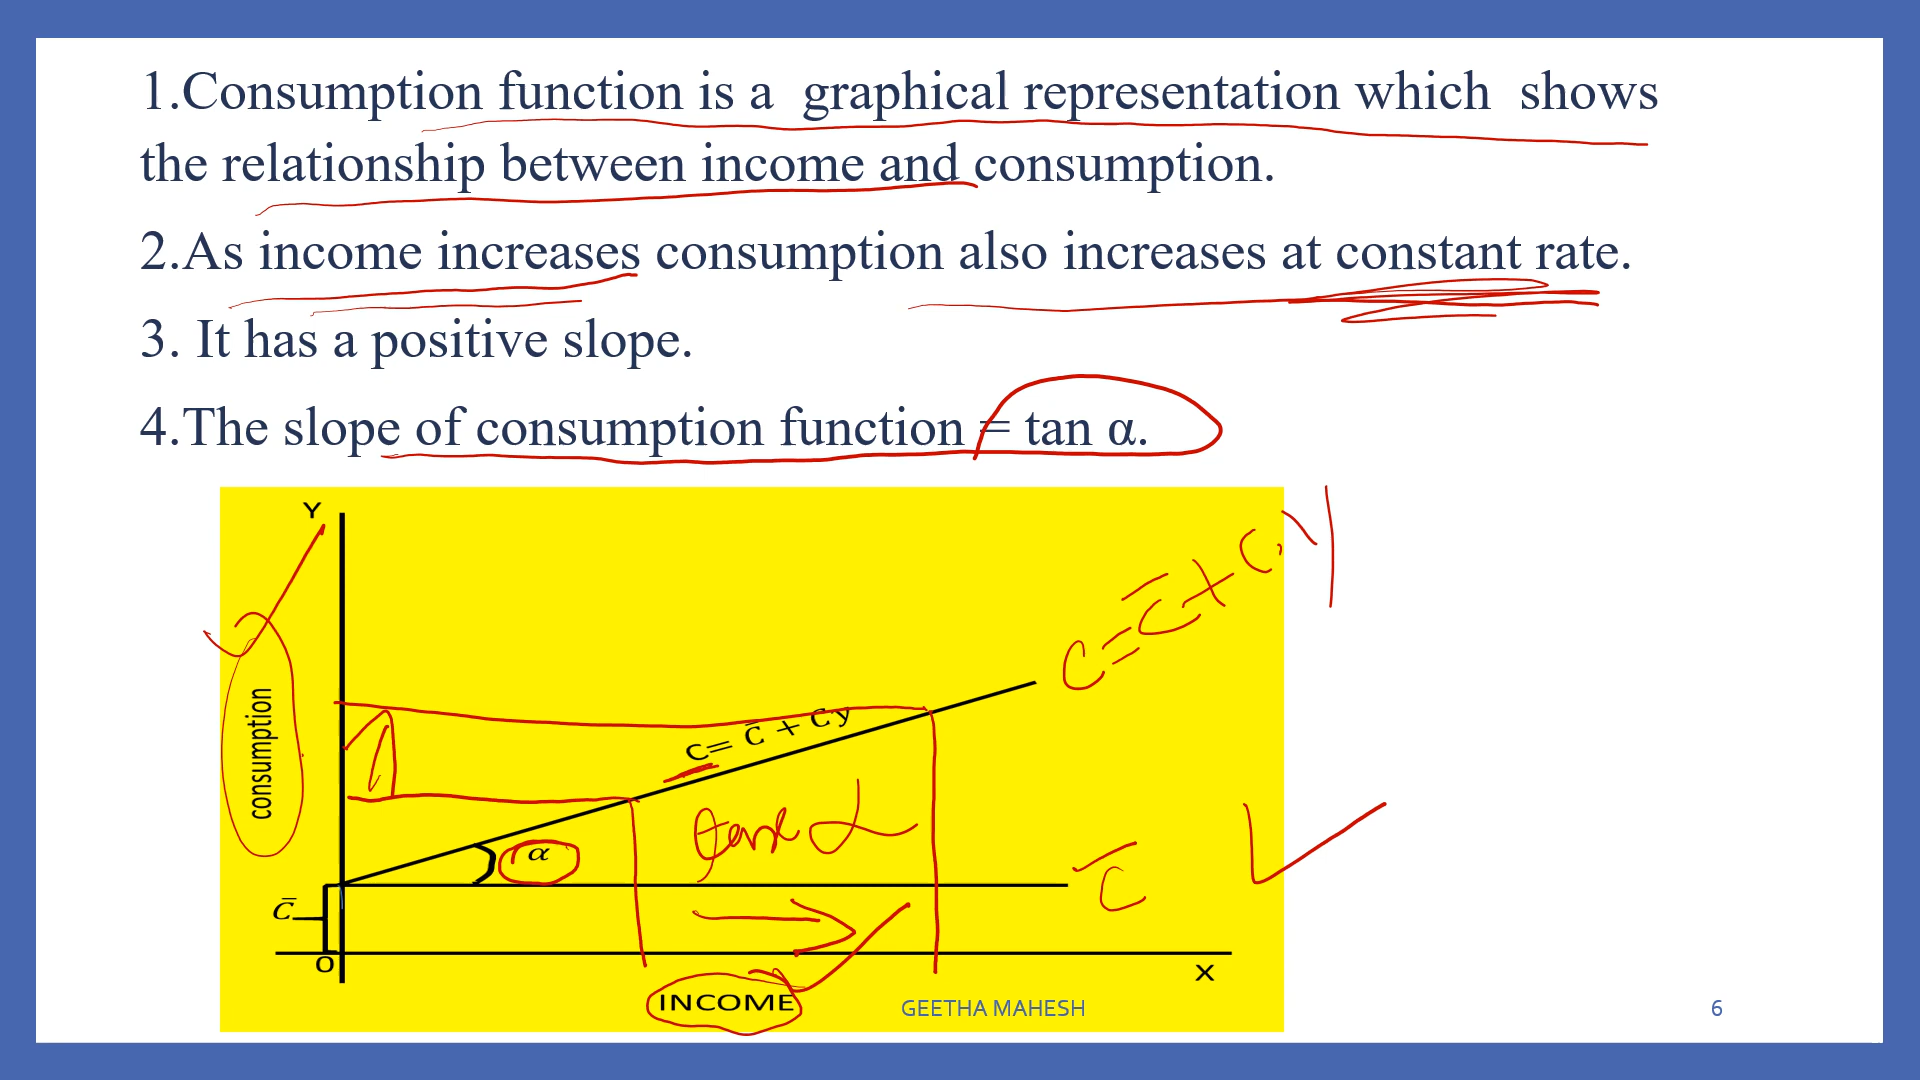 1.Consumption function is a graphical representation which shows
the relationship between income and consumption.
2.As income increases consumption also increases at constant rate.
3. It has a positive slope.
4.The slope of consumption function = tan α.
Y
C = C̄ + C.Y
consumption
C = C̄ + Cy
tan α
α
C̄
C̄
O
X
INCOME
GEETHA MAHESH
6